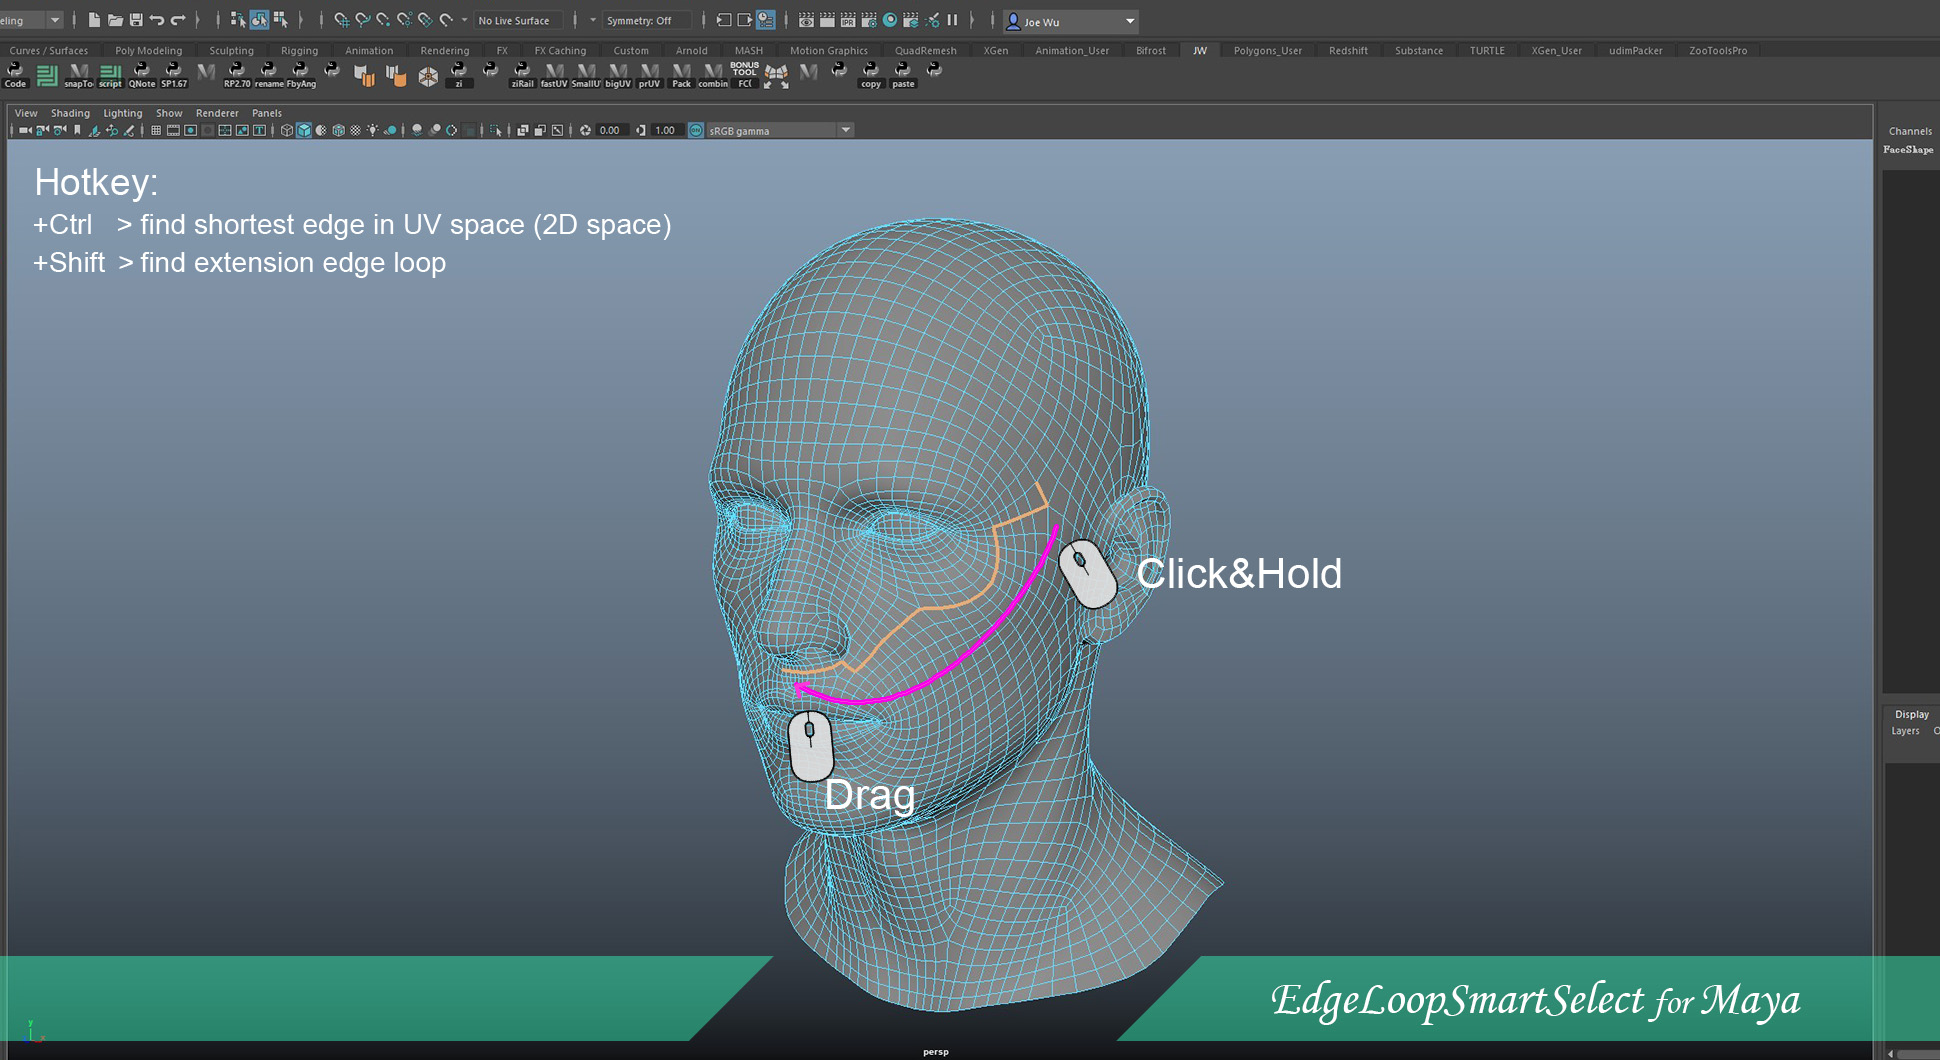 eling
No Live Surface
Symmetry: Off
Joe Wu
Curves / Surfaces Poly Modeling Sculpting Rigging Animation Rendering FX FX Caching Custom Arnold MASH Motion Graphics QuadRemesh XGen Animation_User Bifrost JW Polygons_User Redshift Substance TURTLE XGen_User udimPacker ZooToolsPro
BONUS
TOOL
Code snapTo script QNote SP1.67 RP2.70 rename FbyAng zi ziRail fastUV SmallU bigUV prUV Pack combin FC( copy paste
View Shading Lighting Show Renderer Panels
0.00 1.00 ON sRGB gamma
Channels
FaceShape
Hotkey:
+Ctrl > find shortest edge in UV space (2D space)
+Shift > find extension edge loop
Click&Hold
Drag
Display
Layers O
EdgeLoopSmartSelect for Maya
y
persp